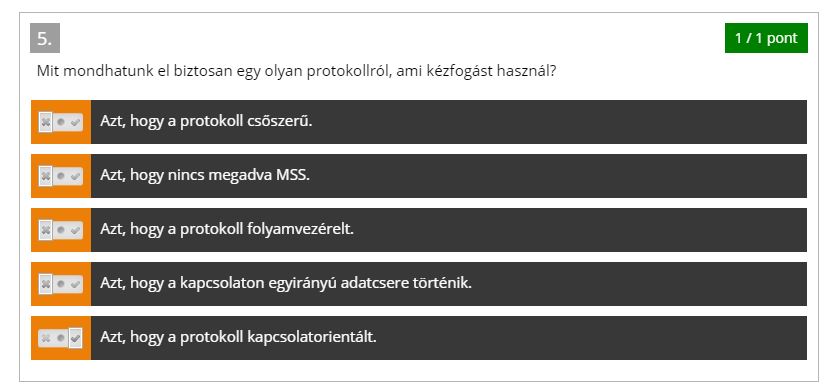 5.
1 / 1 pont
Mit mondhatunk el biztosan egy olyan protokollról, ami kézfogást használ?
Azt, hogy a protokoll csőszerű.
Azt, hogy nincs megadva MSS.
Azt, hogy a protokoll folyamvezérelt.
Azt, hogy a kapcsolaton egyirányú adatcsere történik.
Azt, hogy a protokoll kapcsolatorientált.